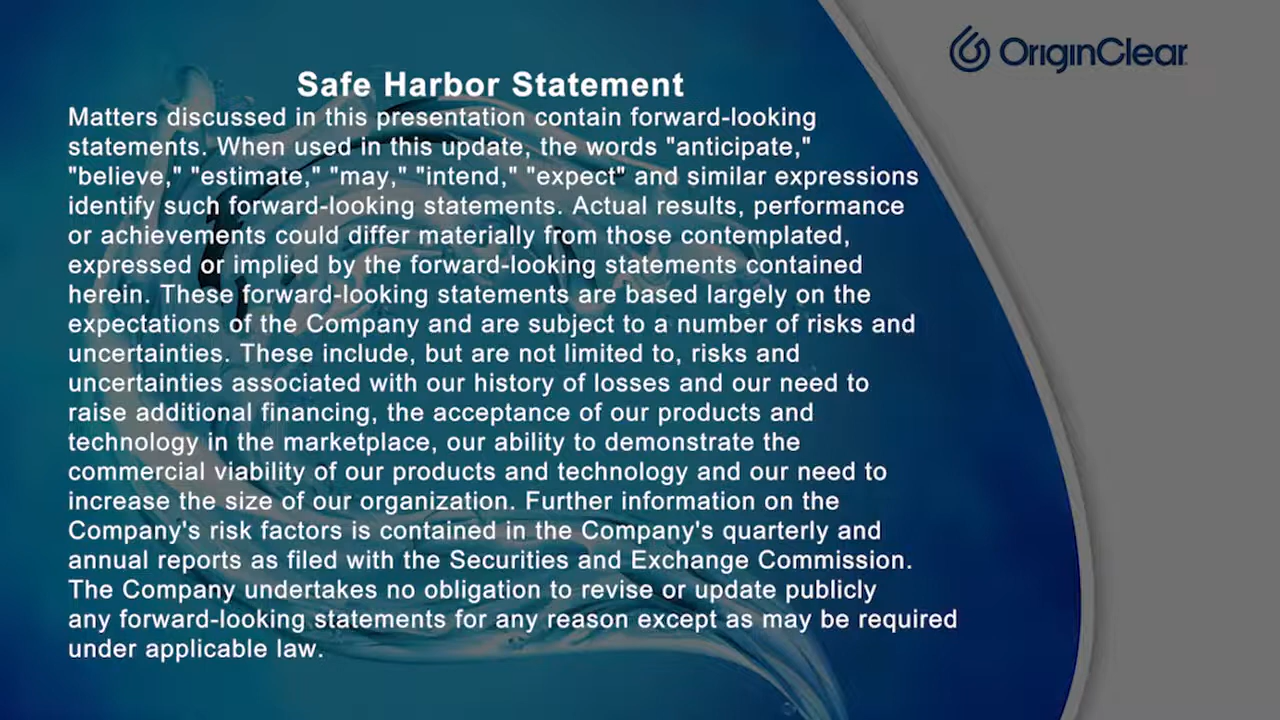 OriginClear
Safe Harbor Statement
Matters discussed in this presentation contain forward-looking
statements. When used in this update, the words "anticipate,"
"believe," "estimate," "may," "intend," "expect" and similar expressions
identify such forward-looking statements. Actual results, performance
or achievements could differ materially from those contemplated,
expressed or implied by the forward-looking statements contained
herein. These forward-looking statements are based largely on the
expectations of the Company and are subject to a number of risks and
uncertainties. These include, but are not limited to, risks and
uncertainties associated with our history of losses and our need to
raise additional financing, the acceptance of our products and
technology in the marketplace, our ability to demonstrate the
commercial viability of our products and technology and our need to
increase the size of our organization. Further information on the
Company's risk factors is contained in the Company's quarterly and
annual reports as filed with the Securities and Exchange Commission.
The Company undertakes no obligation to revise or update publicly
any forward-looking statements for any reason except as may be required
under applicable law.